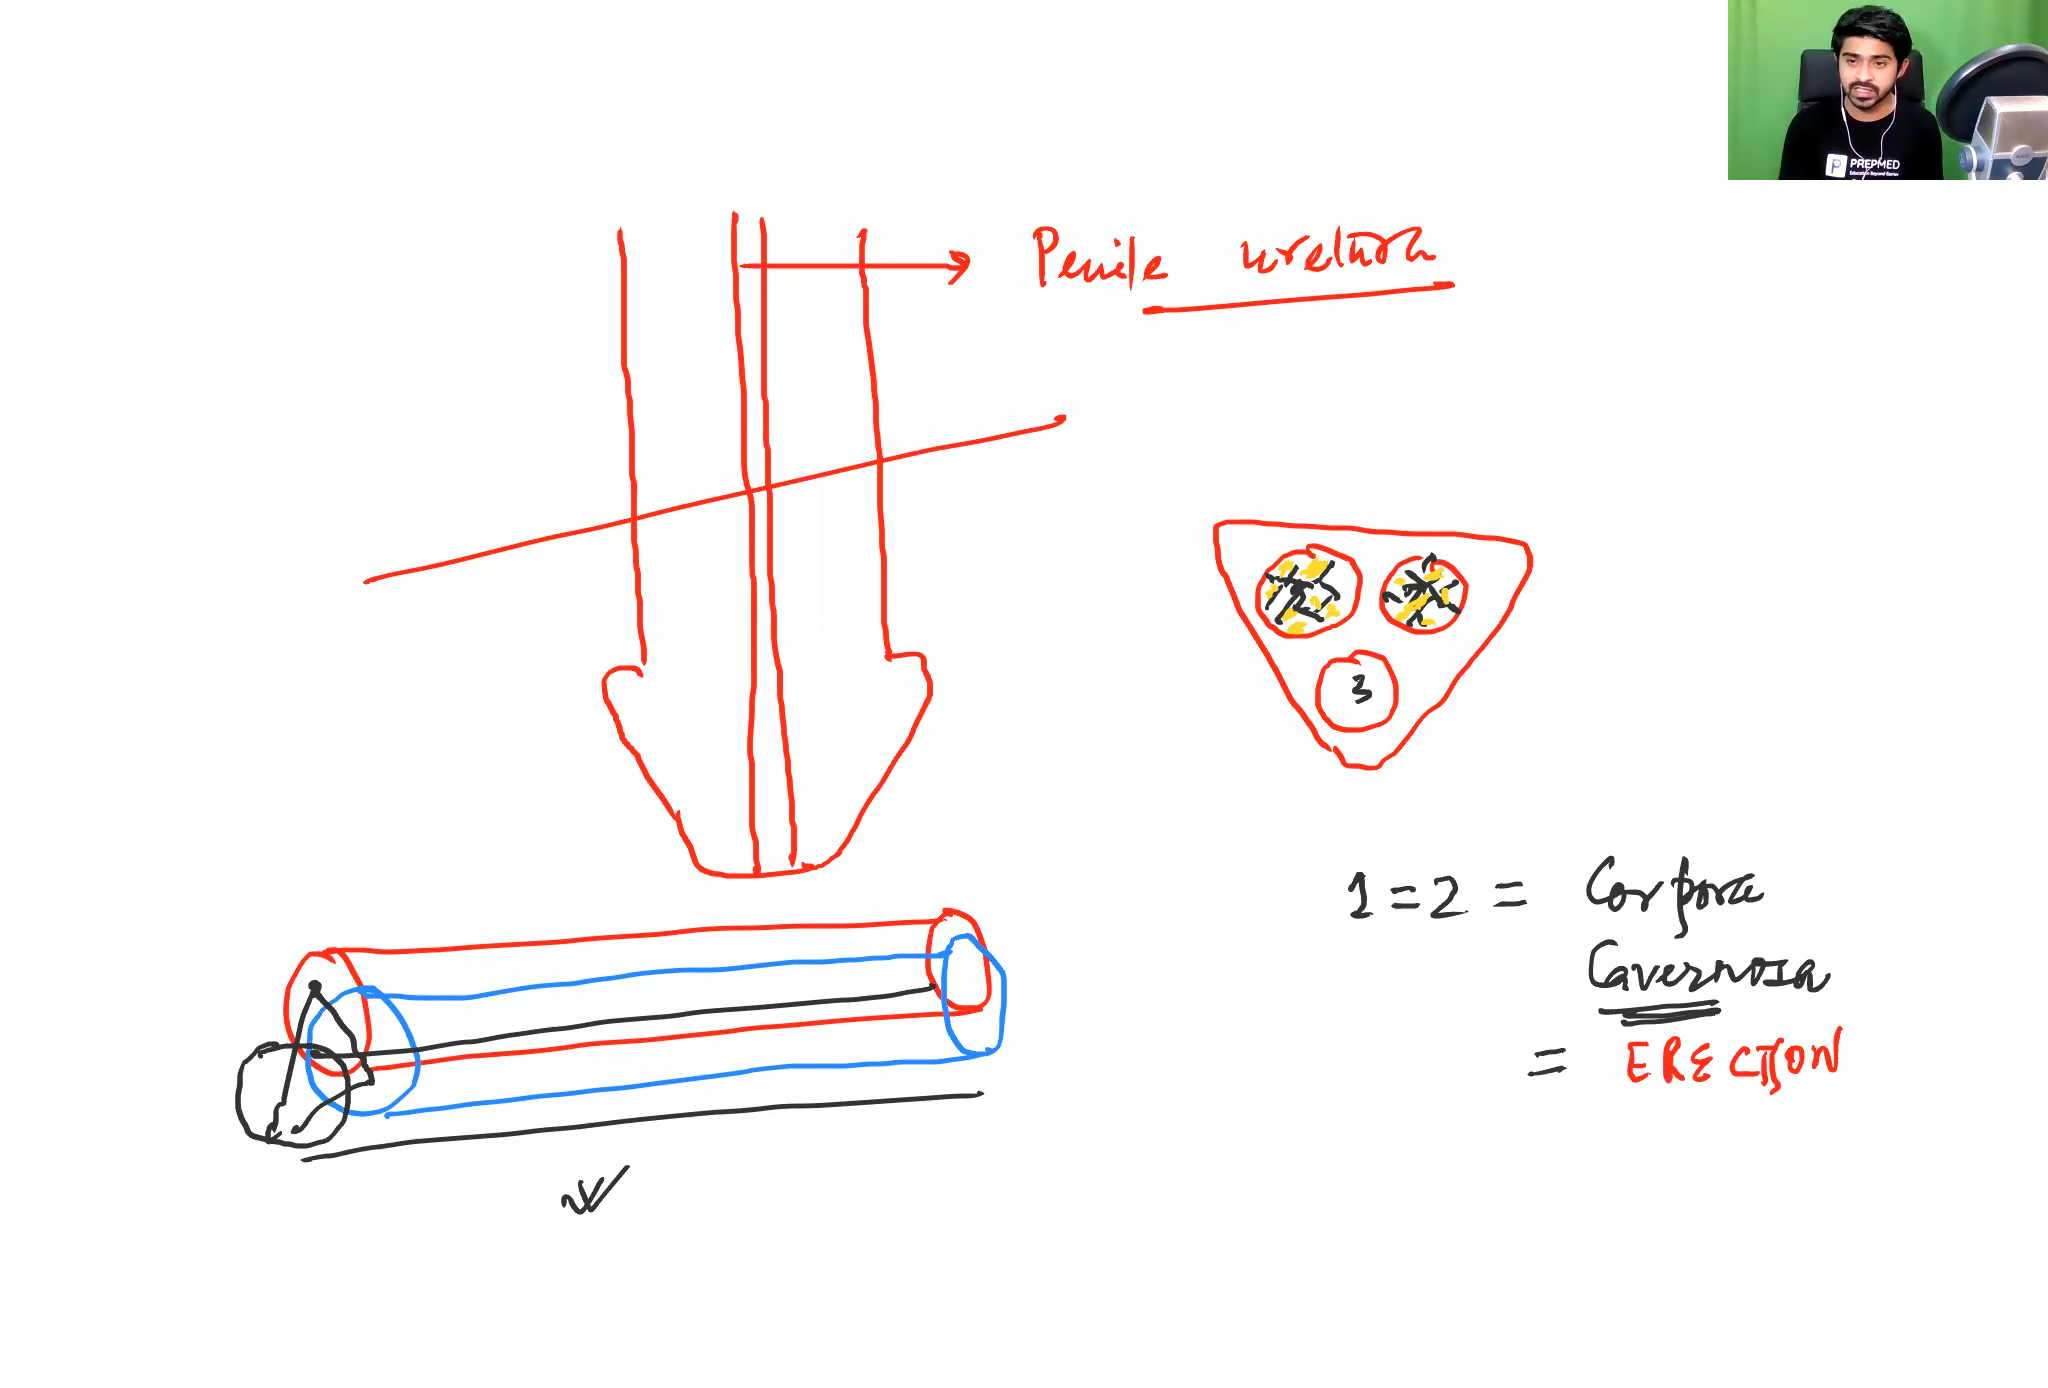 PREPMED
Penile urethra
3
1=2 = Corpora
Cavernosa
= ERECTION